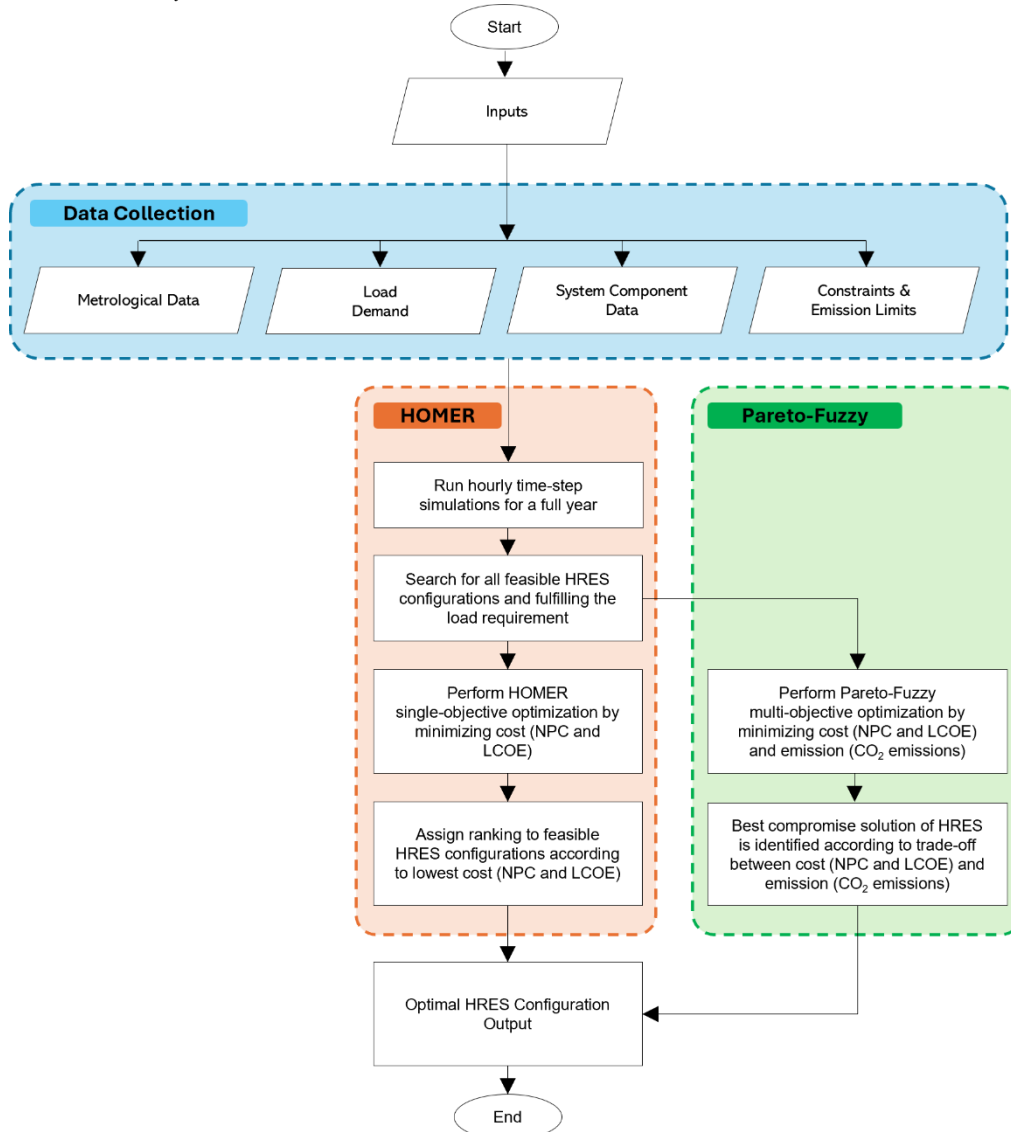 Start
Inputs
Data Collection
Metrological Data
Load
Demand
System Component
Data
Constraints &
Emission Limits
HOMER
Run hourly time-step
simulations for a full year
Search for all feasible HRES
configurations and fulfilling the
load requirement
Perform HOMER
single-objective optimization by
minimizing cost (NPC and
LCOE)
Assign ranking to feasible
HRES configurations according
to lowest cost (NPC and LCOE)
Pareto-Fuzzy
Perform Pareto-Fuzzy
multi-objective optimization by
minimizing cost (NPC and LCOE)
and emission (CO₂ emissions)
Best compromise solution of HRES
is identified according to trade-off
between cost (NPC and LCOE) and
emission (CO₂ emissions)
Optimal HRES Configuration
Output
End